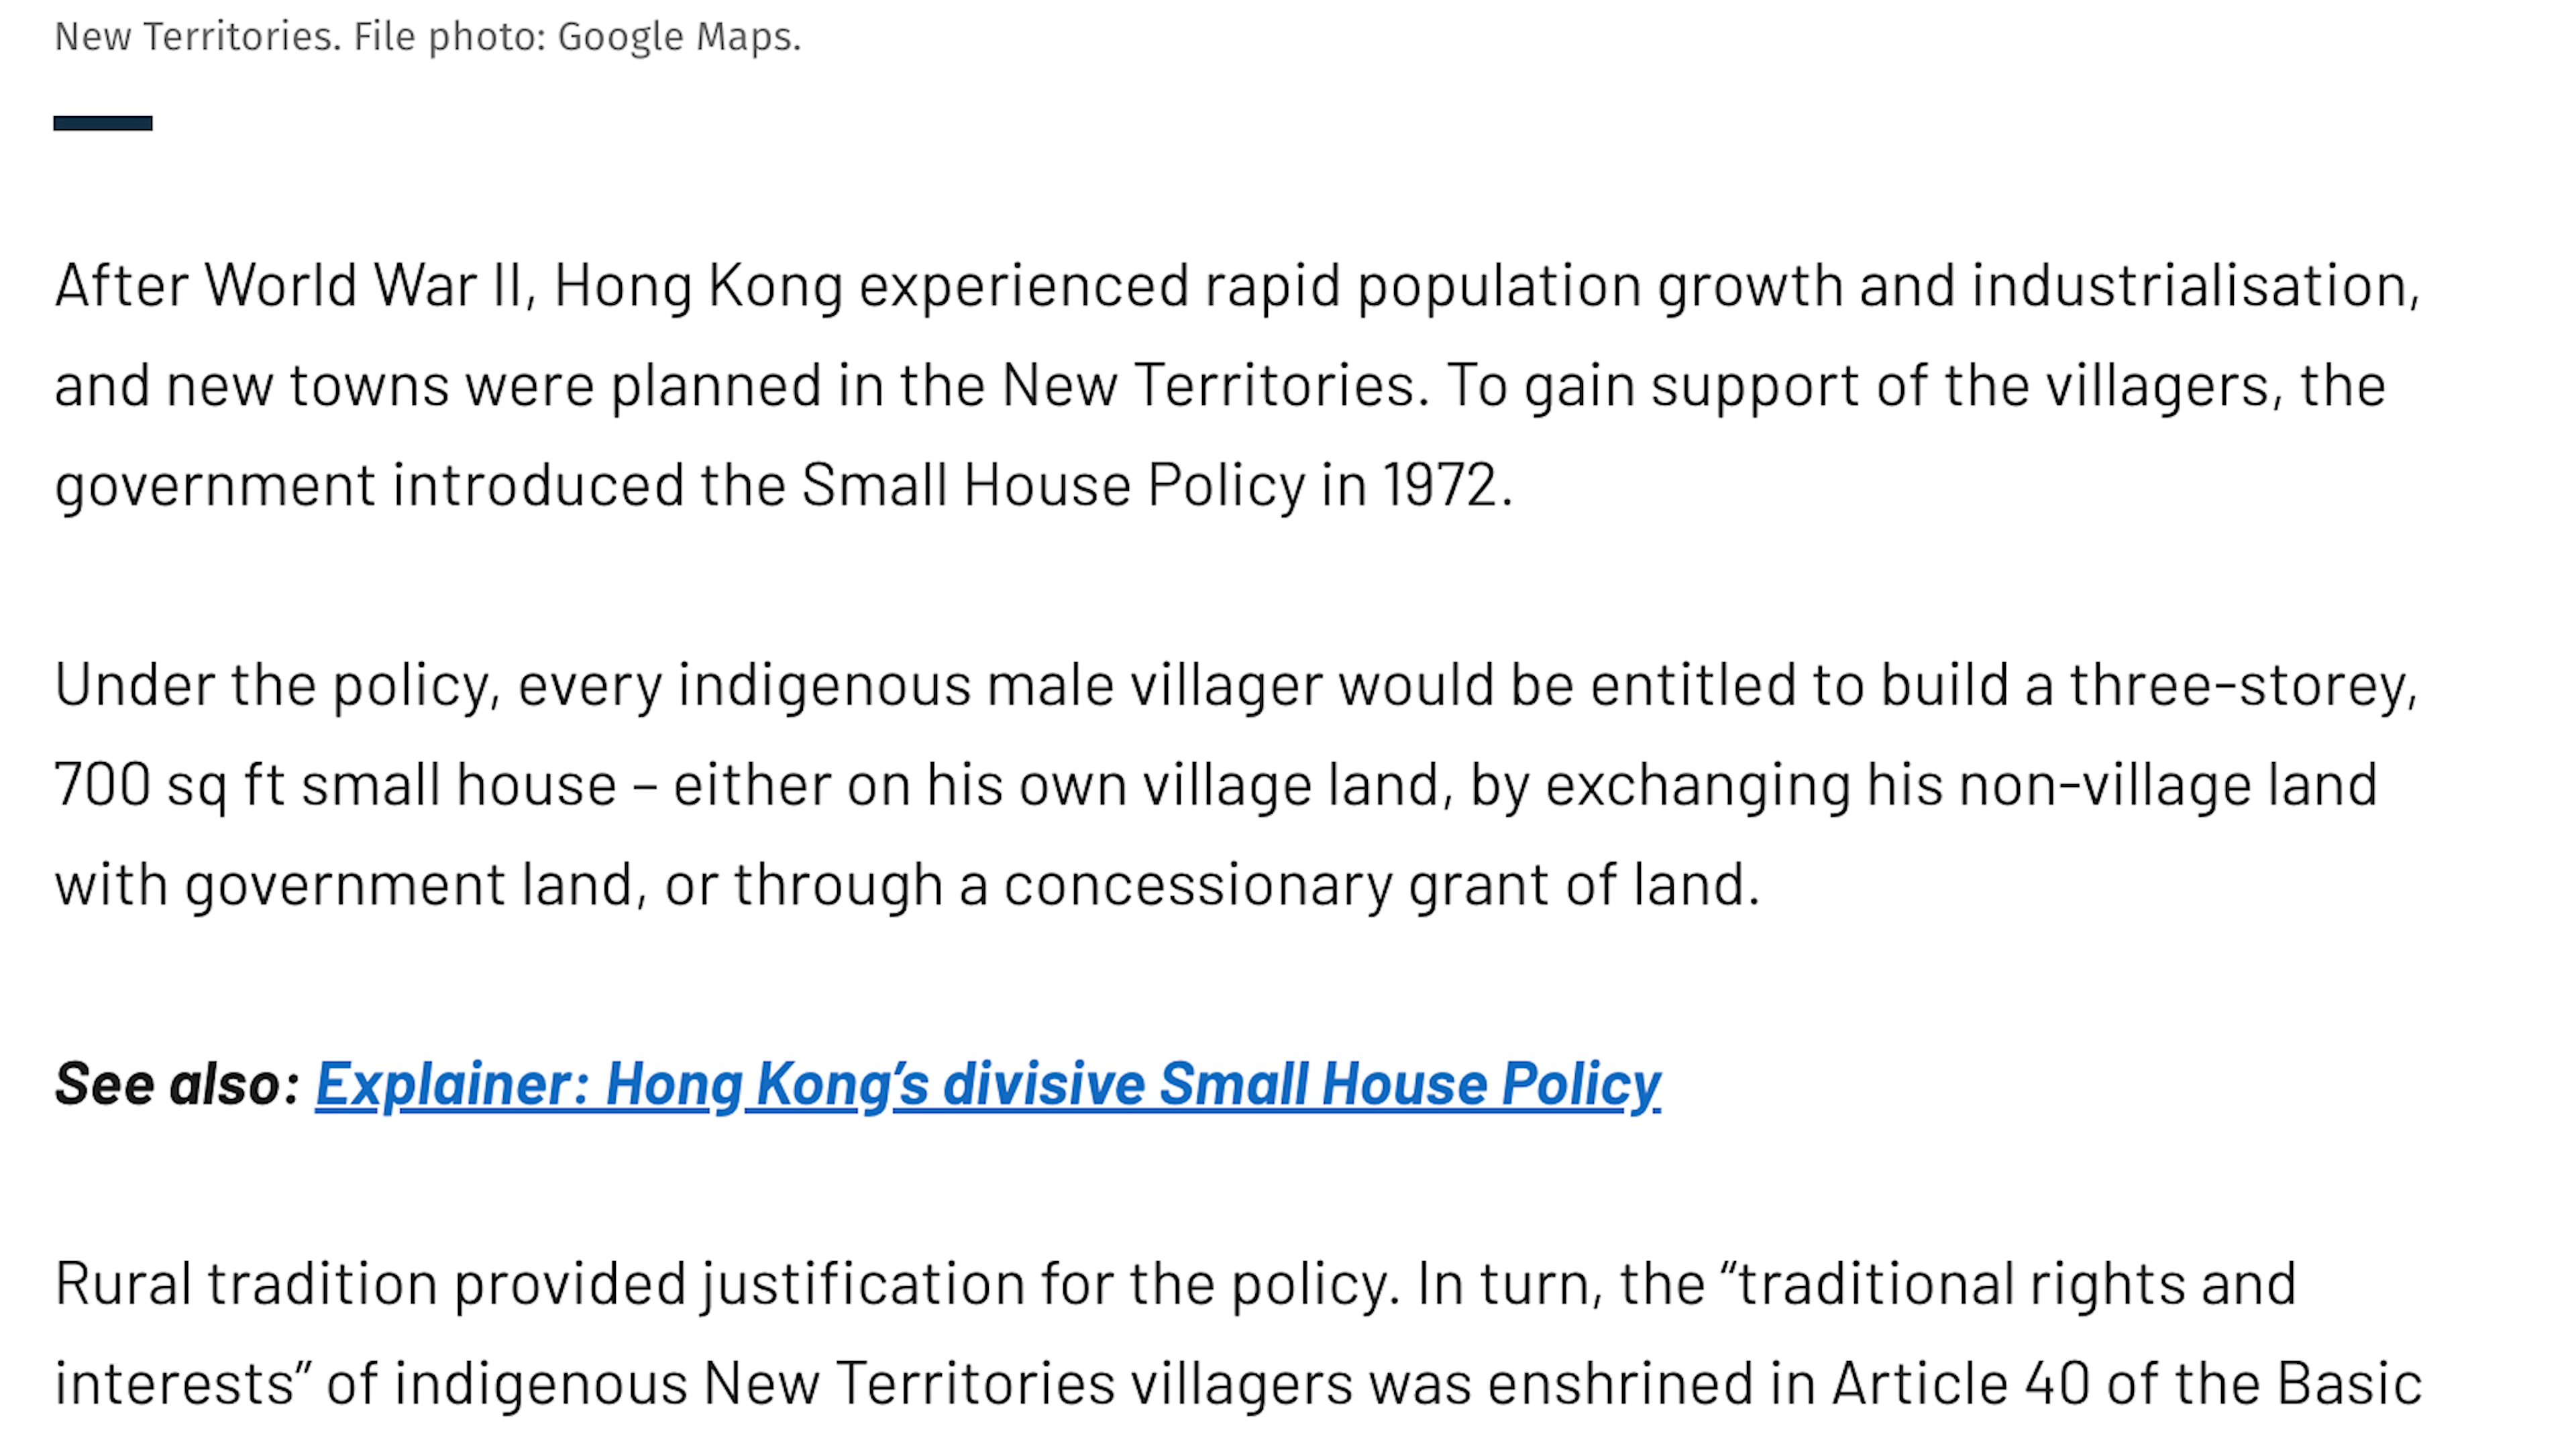 New Territories. File photo: Google Maps.
After World War II, Hong Kong experienced rapid population growth and industrialisation,
and new towns were planned in the New Territories. To gain support of the villagers, the
government introduced the Small House Policy in 1972.
Under the policy, every indigenous male villager would be entitled to build a three-storey,
700 sq ft small house – either on his own village land, by exchanging his non-village land
with government land, or through a concessionary grant of land.
See also: Explainer: Hong Kong’s divisive Small House Policy
Rural tradition provided justification for the policy. In turn, the “traditional rights and
interests” of indigenous New Territories villagers was enshrined in Article 40 of the Basic